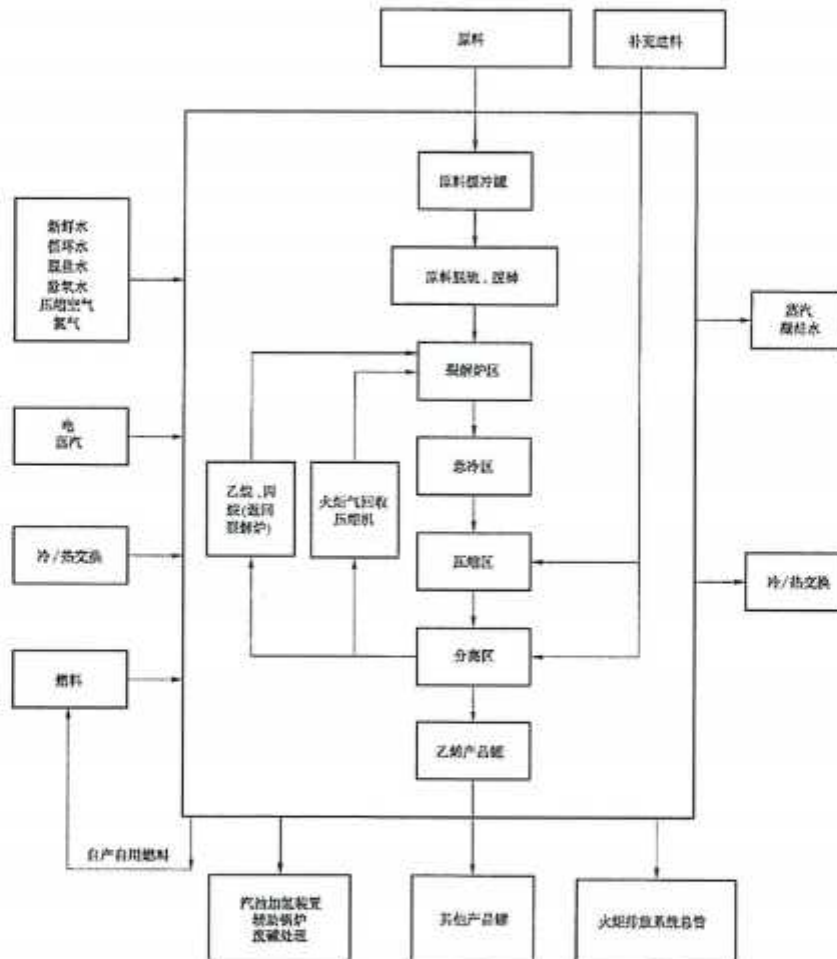 原料
补充进料
原料缓冲罐
新鲜水
循环水
脱盐水
除氧水
压缩空气
氮气
原料脱硫、脱砷
蒸汽
凝结水
裂解炉区
电
蒸汽
急冷区
乙烷、丙
烷(返回
裂解炉)
火炬气回收
压缩机
冷/热交换
压缩区
冷/热交换
燃料
分离区
乙烯产品罐
自产自用燃料
汽油加氢装置
辅助锅炉
废碱处理
其他产品罐
火炬排放系统总管